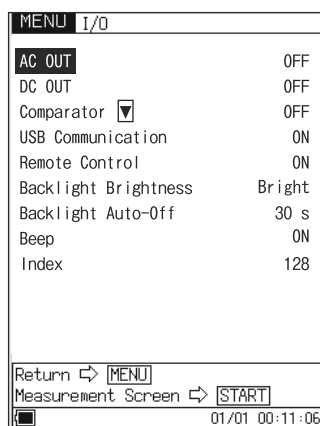 MENU I/O
AC OUT OFF
DC OUT OFF
Comparator ▼ OFF
USB Communication ON
Remote Control ON
Backlight Brightness Bright
Backlight Auto-Off 30 s
Beep ON
Index 128
Return ⇨ MENU
Measurement Screen ⇨ START
01/01 00:11:06